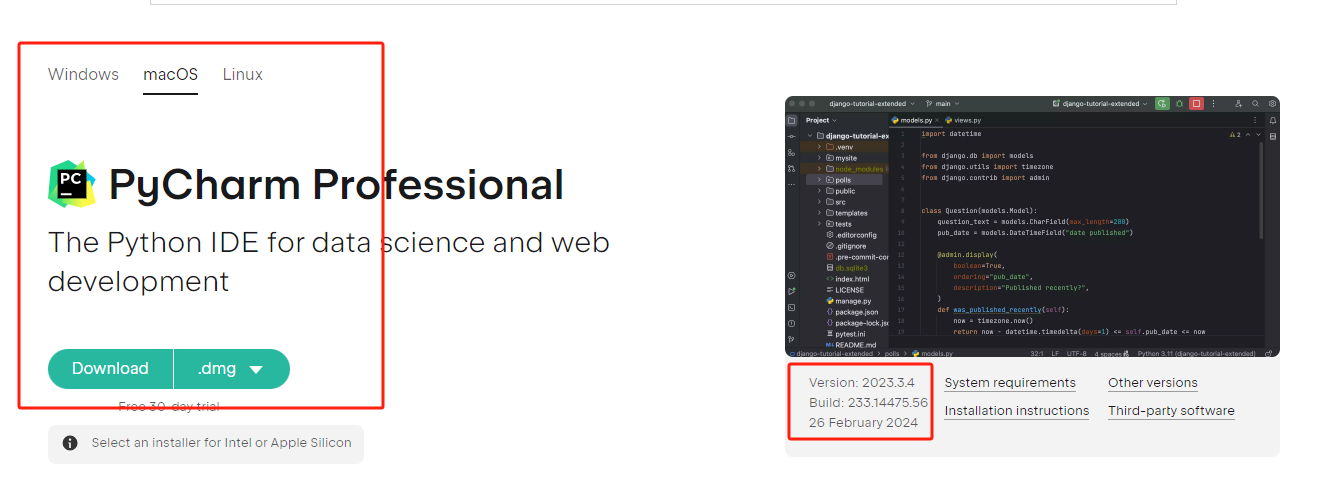 Windows macOS Linux
PC
PyCharm Professional
The Python IDE for data science and web
development
Download .dmg
Free 30-day trial
Select an installer for Intel or Apple Silicon
django-tutorial-extended main django-tutorial-extended
Project
models.py views.py
django-tutorial-ex
.venv
mysite
node_modules
polls
public
src
templates
tests
.editorconfig
.gitignore
.pre-commit-cor
db.sqlite3
index.html
LICENSE
manage.py
package.json
package-lock.jso
pytest.ini
README.md
2
1 import datetime
2
3 from django.db import models
4 from django.utils import timezone
5 from django.contrib import admin
6
7
8 class Question(models.Model):
9 question_text = models.CharField(max_length=200)
10 pub_date = models.DateTimeField("date published")
11
12 @admin.display(
13 boolean=True,
14 ordering="pub_date",
15 description="Published recently?",
16 )
17 def was_published_recently(self):
18 now = timezone.now()
19 return now - datetime.timedelta(days=1) <= self.pub_date <= now
django-tutorial-extended > polls > models.py 32:1 LF UTF-8 4 spaces Python 3.11 (django-tutorial-extended)
Version: 2023.3.4
Build: 233.14475.56
26 February 2024
System requirements
Installation instructions
Other versions
Third-party software